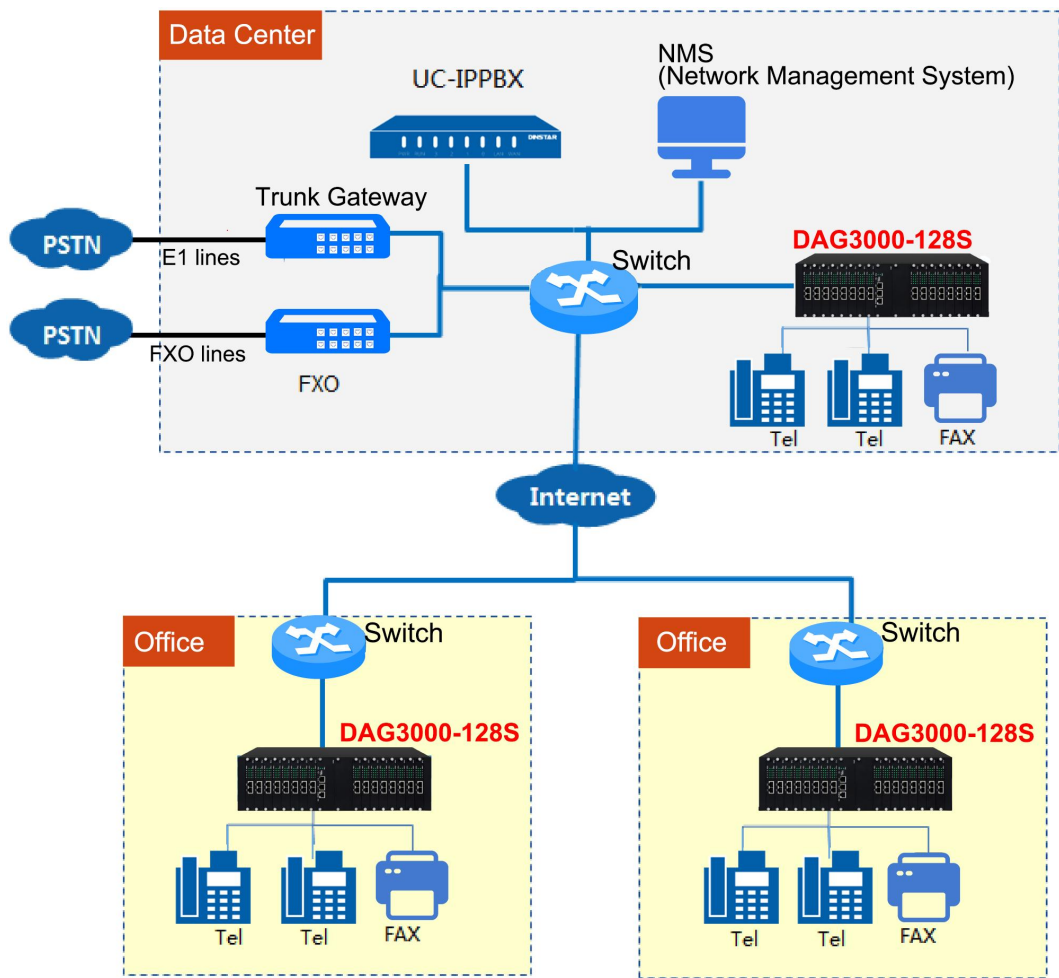 Data Center
NMS
(Network Management System)
UC-IPPBX
DINSTAR
Trunk Gateway
PSTN
E1 lines
DAG3000-128S
Switch
PSTN
FXO lines
FXO
Tel
Tel
FAX
Internet
Office
Switch
Office
Switch
DAG3000-128S
DAG3000-128S
Tel
Tel
FAX
Tel
Tel
FAX